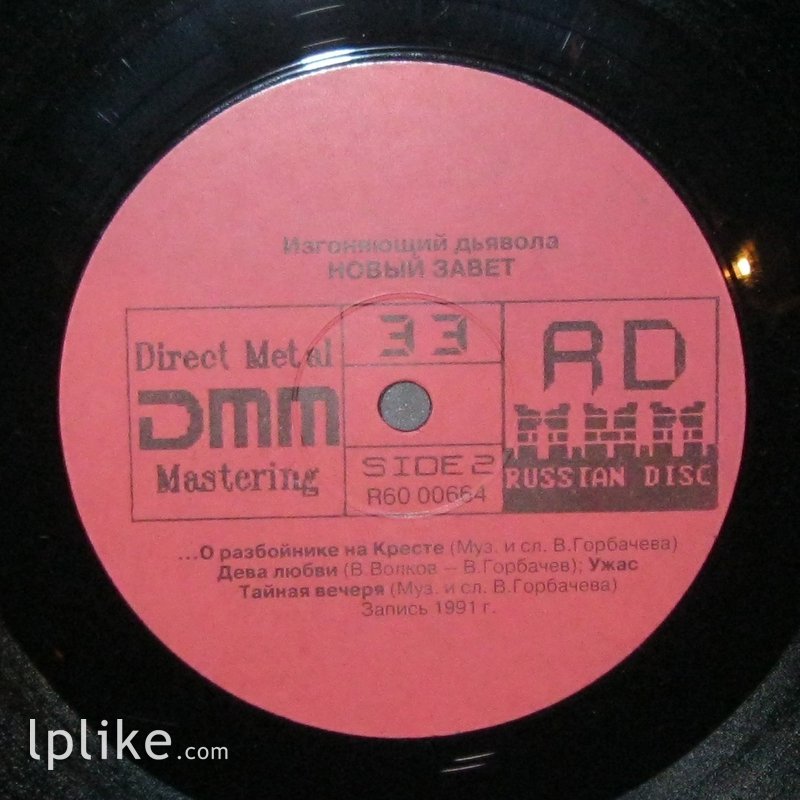 Изгоняющий дьявола
НОВЫЙ ЗАВЕТ
Direct Metal
DMM
Mastering
33
SIDE 2
R60 00664
RD
RUSSIAN DISC
...О разбойнике на Кресте (Муз. и сл. В.Горбачева)
Дева любви (В.Волков – В.Горбачев); Ужас
Тайная вечеря (Муз. и сл. В.Горбачева)
Запись 1991 г.
lplike.com